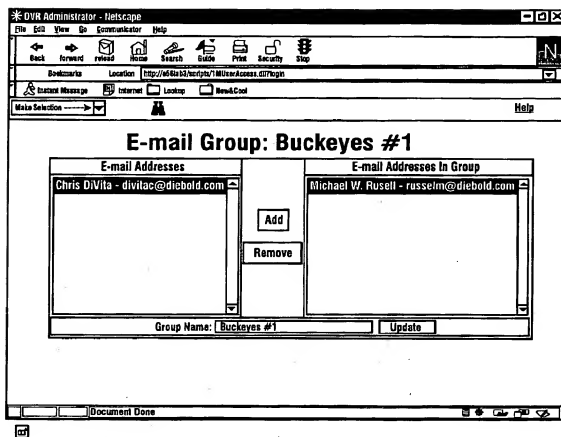 DVR Administrator - Netscape
File Edit View Go Communicator Help
Back forward reload Home Search Guide Print Security Stop
N
Bookmarks Location http://e56lab3/scripts/1MUserAccess.dll?login
Instant Message Internet Lookup New&Cool
Make Selection -----> Help
E-mail Group: Buckeyes #1
E-mail Addresses E-mail Addresses In Group
Chris DiVita - divitac@diebold.com Michael W. Rusell - russelm@diebold.com
Add
Remove
Group Name: Buckeyes #1 Update
Document Done